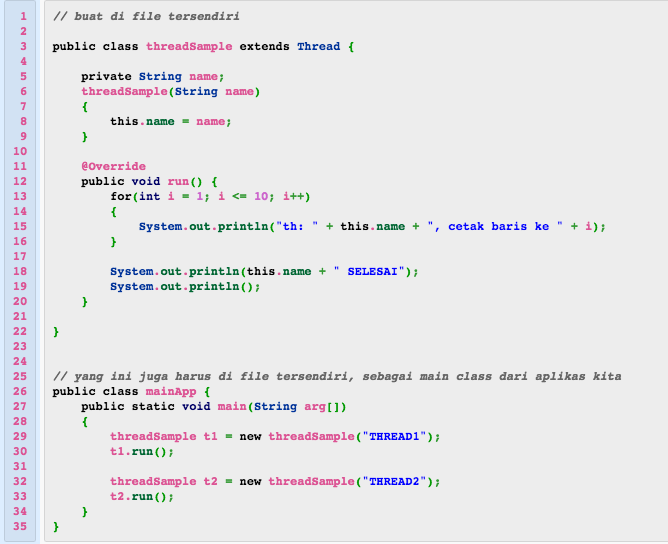 1 // buat di file tersendiri
2
3 public class threadSample extends Thread {
4
5     private String name;
6     threadSample(String name)
7     {
8         this.name = name;
9     }
10
11     @Override
12     public void run() {
13         for(int i = 1; i <= 10; i++)
14         {
15             System.out.println("th: " + this.name + ", cetak baris ke " + i);
16         }
17
18         System.out.println(this.name + " SELESAI");
19         System.out.println();
20     }
21
22 }
23
24
25 // yang ini juga harus di file tersendiri, sebagai main class dari aplikas kita
26 public class mainApp {
27     public static void main(String arg[])
28     {
29         threadSample t1 = new threadSample("THREAD1");
30         t1.run();
31
32         threadSample t2 = new threadSample("THREAD2");
33         t2.run();
34     }
35 }